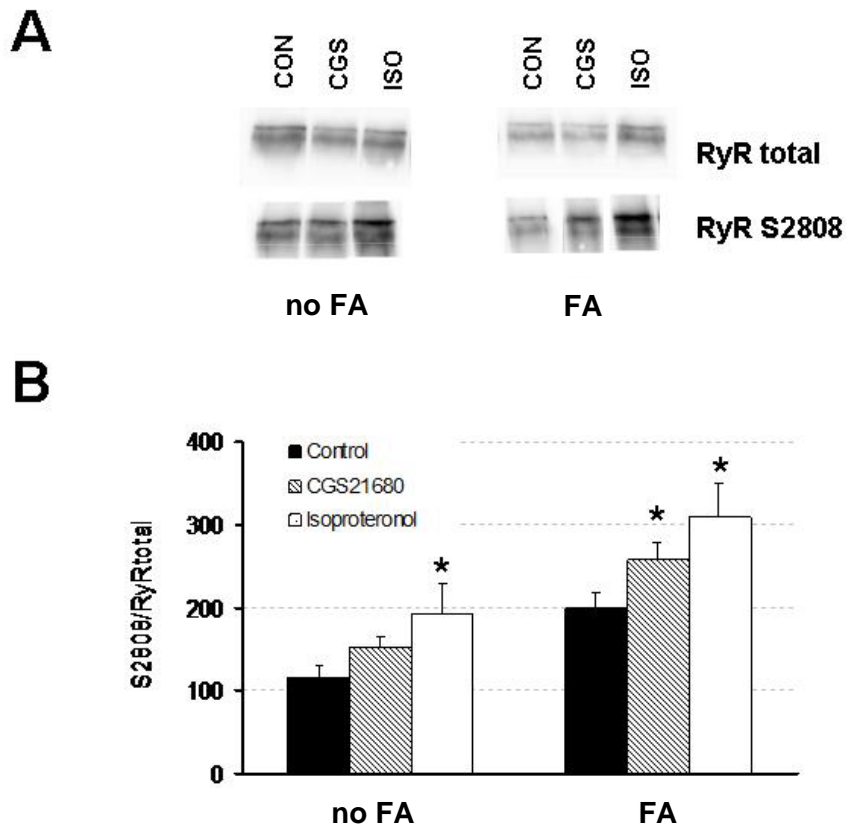 A
CON CGS ISO CON CGS ISO
RyR total
RyR S2808
no FA FA
B
400
Control
CGS21680
Isoproteronol
300
200
100
0
S2808/RyRtotal
* * *
no FA FA